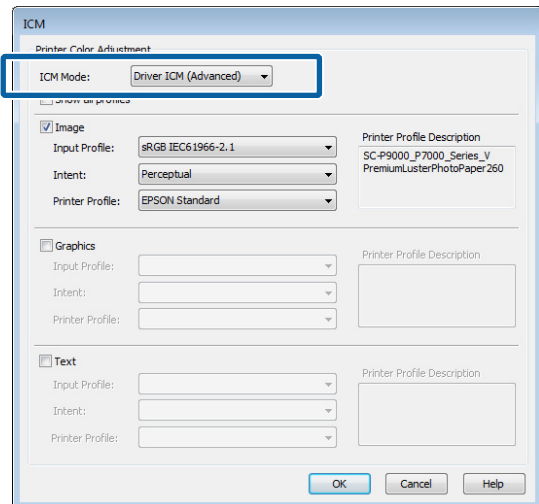 ICM
Printer Color Adjustment
ICM Mode: Driver ICM (Advanced)
Show all profiles
Image
Input Profile: sRGB IEC61966-2.1
Intent: Perceptual
Printer Profile: EPSON Standard
Printer Profile Description
SC-P9000_P7000_Series_V
PremiumLusterPhotoPaper260
Graphics
Input Profile:
Intent:
Printer Profile:
Printer Profile Description
Text
Input Profile:
Intent:
Printer Profile:
Printer Profile Description
OK Cancel Help